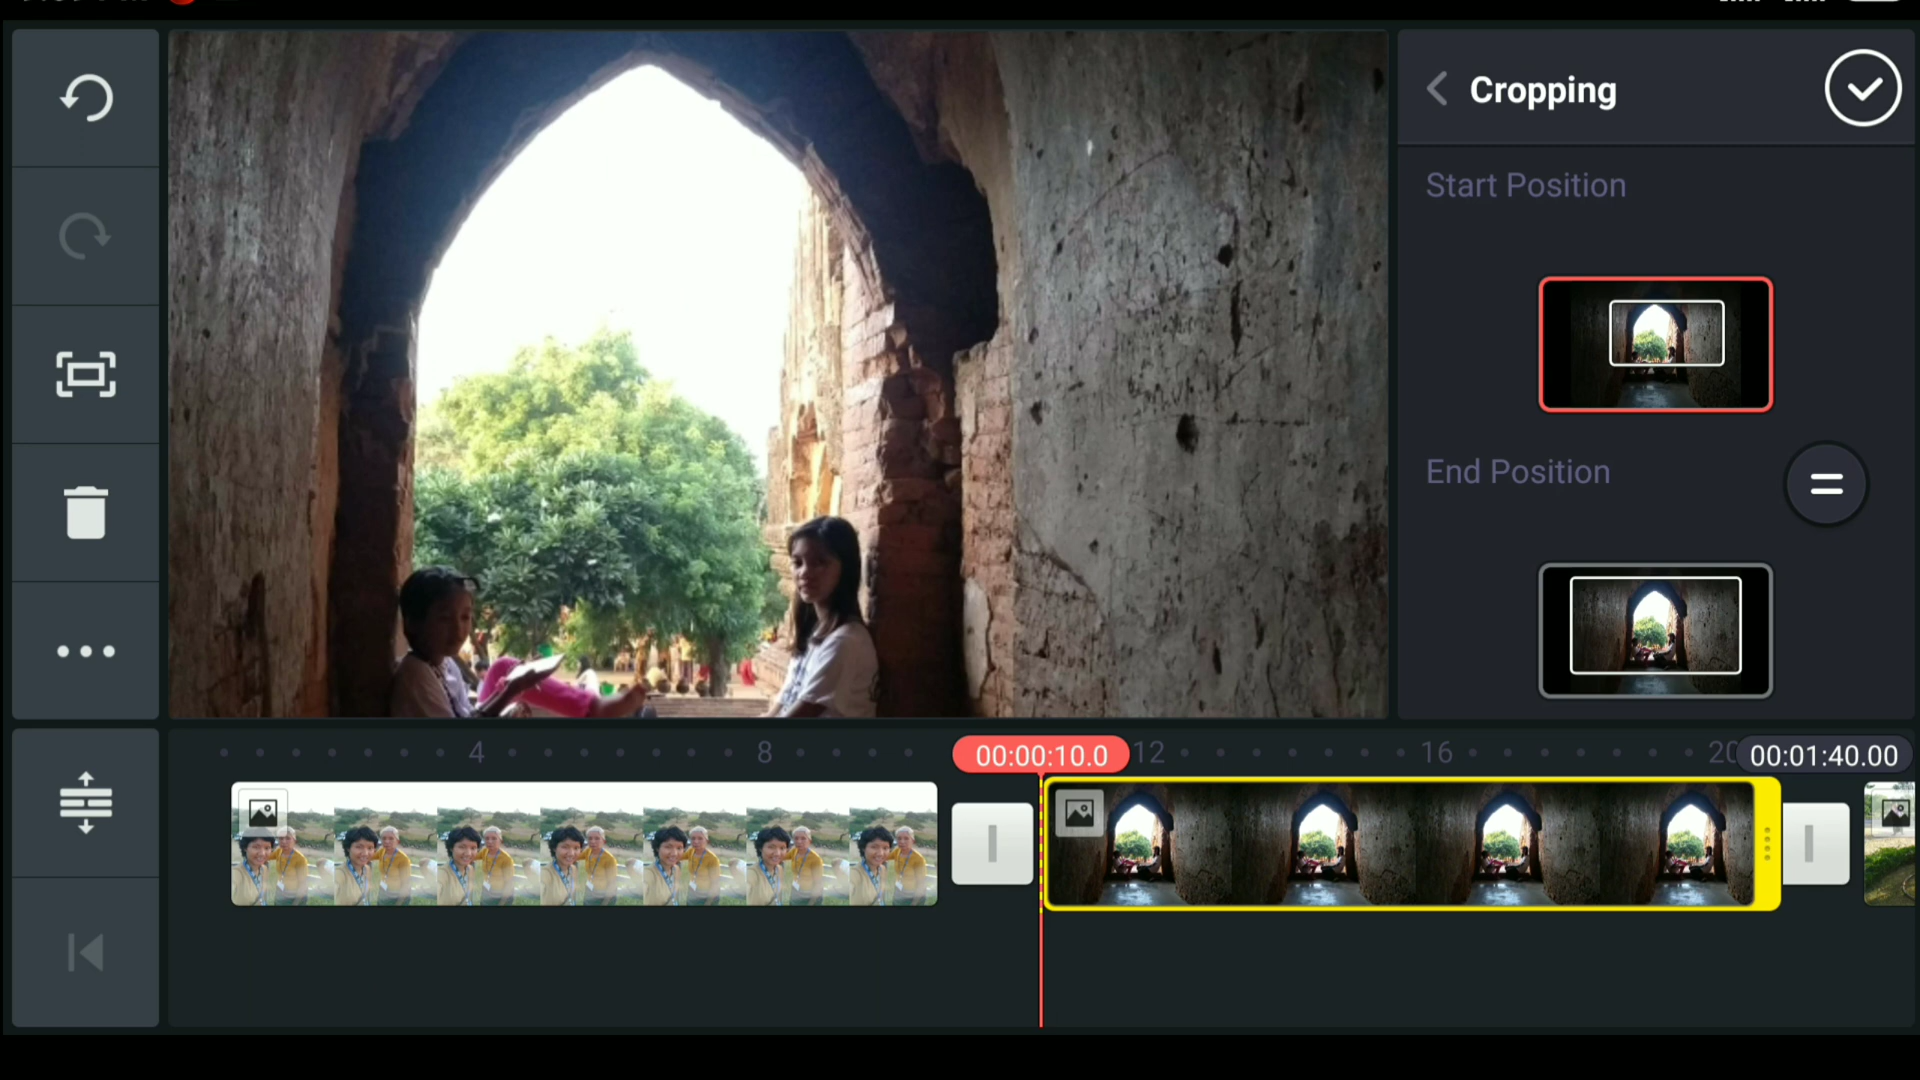 Cropping
Start Position
End Position
=
4
8
00:00:10.0
12
16
20
00:01:40.00